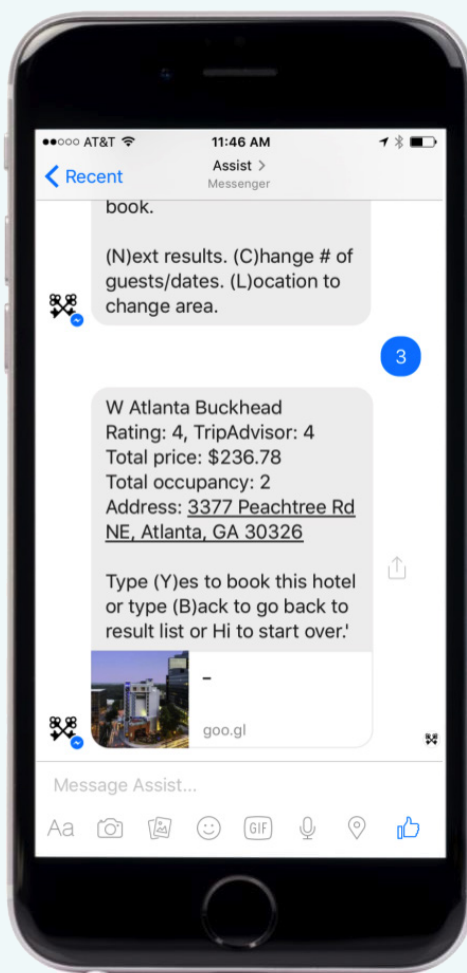 AT&T 11:46 AM
Recent
Assist >
Messenger
book.
(N)ext results. (C)hange # of
guests/dates. (L)ocation to
change area.
3
W Atlanta Buckhead
Rating: 4, TripAdvisor: 4
Total price: $236.78
Total occupancy: 2
Address: 3377 Peachtree Rd
NE, Atlanta, GA 30326
Type (Y)es to book this hotel
or type (B)ack to go back to
result list or Hi to start over.'
-
goo.gl
Message Assist...
Aa GIF